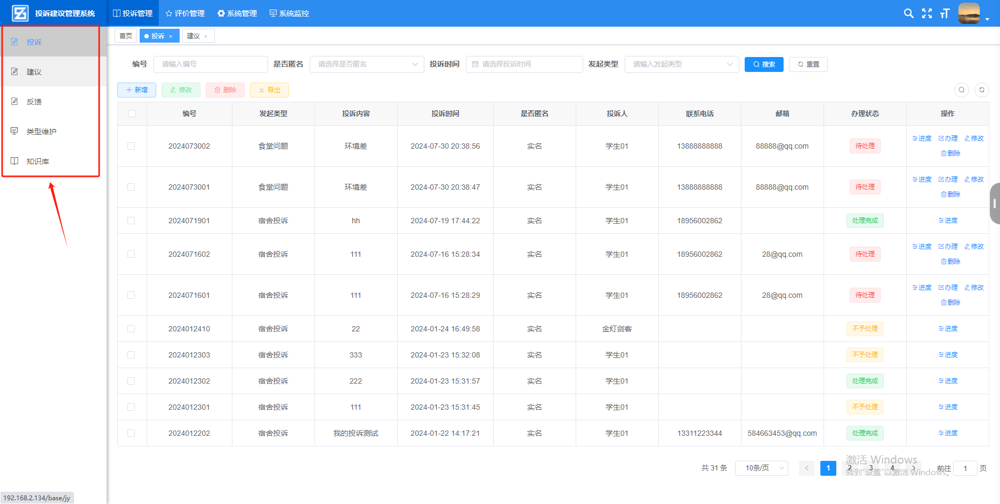 投诉建议管理系统 投诉管理 评价管理 系统管理 系统监控
首页 投诉 × 建议 ×
投诉
建议
反馈
类型维护
知识库
编号 请输入编号 是否匿名 请选择是否匿名 投诉时间 请选择投诉时间 发起类型 请输入发起类型 搜索 重置
新增 修改 删除 导出
编号 发起类型 投诉内容 投诉时间 是否匿名 投诉人 联系电话 邮箱 办理状态 操作
2024073002 食堂问题 环境差 2024-07-30 20:38:56 实名 学生01 13888888888 88888@qq.com 待处理 进度 办理 修改
删除
2024073001 食堂问题 环境差 2024-07-30 20:38:47 实名 学生01 13888888888 88888@qq.com 待处理 进度 办理 修改
删除
2024071901 宿舍投诉 hh 2024-07-19 17:44:22 实名 学生01 18956002862 处理完成 进度
2024071602 宿舍投诉 111 2024-07-16 15:28:34 实名 学生01 18956002862 28@qq.com 待处理 进度 办理 修改
删除
2024071601 宿舍投诉 111 2024-07-16 15:28:29 实名 学生01 18956002862 28@qq.com 待处理 进度 办理 修改
删除
2024012410 宿舍投诉 22 2024-01-24 16:49:58 实名 金灯剑客 不予处理 进度
2024012303 宿舍投诉 333 2024-01-23 15:32:08 实名 学生01 不予处理 进度
2024012302 宿舍投诉 222 2024-01-23 15:31:57 实名 学生01 处理完成 进度
2024012301 宿舍投诉 111 2024-01-23 15:31:45 实名 学生01 不予处理 进度
2024012202 宿舍投诉 我的投诉测试 2024-01-22 14:17:21 实名 学生01 13311223344 584663453@qq.com 处理完成 进度
共 31 条 10条/页 < 1 2 3 4 > 前往 1 页
激活 Windows
转到"设置"以激活 Windows。
192.168.2.134/base/jy